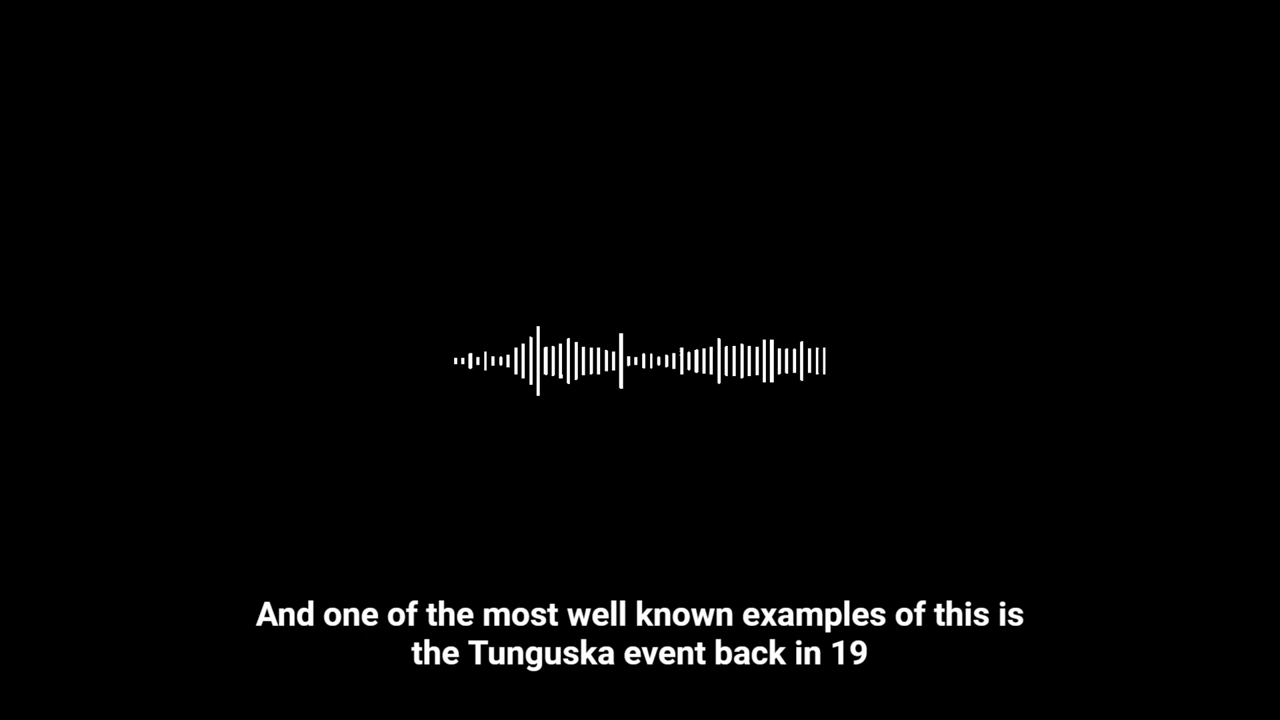 And one of the most well known examples of this is
the Tunguska event back in 19